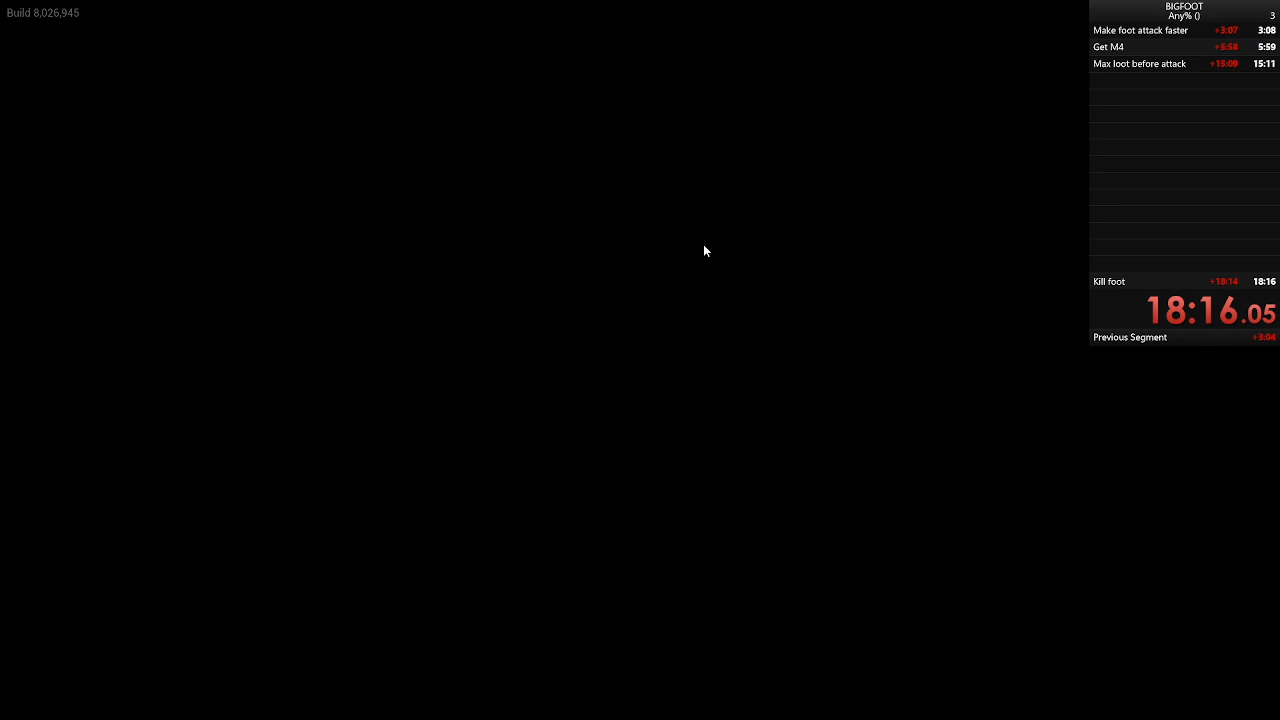 Build 8,026,945
BIGFOOT
Any% () 3
Make foot attack faster +3:07 3:08
Get M4 +5:58 5:59
Max loot before attack +15:09 15:11
Kill foot +18:14 18:16
18:16.05
Previous Segment +3:04